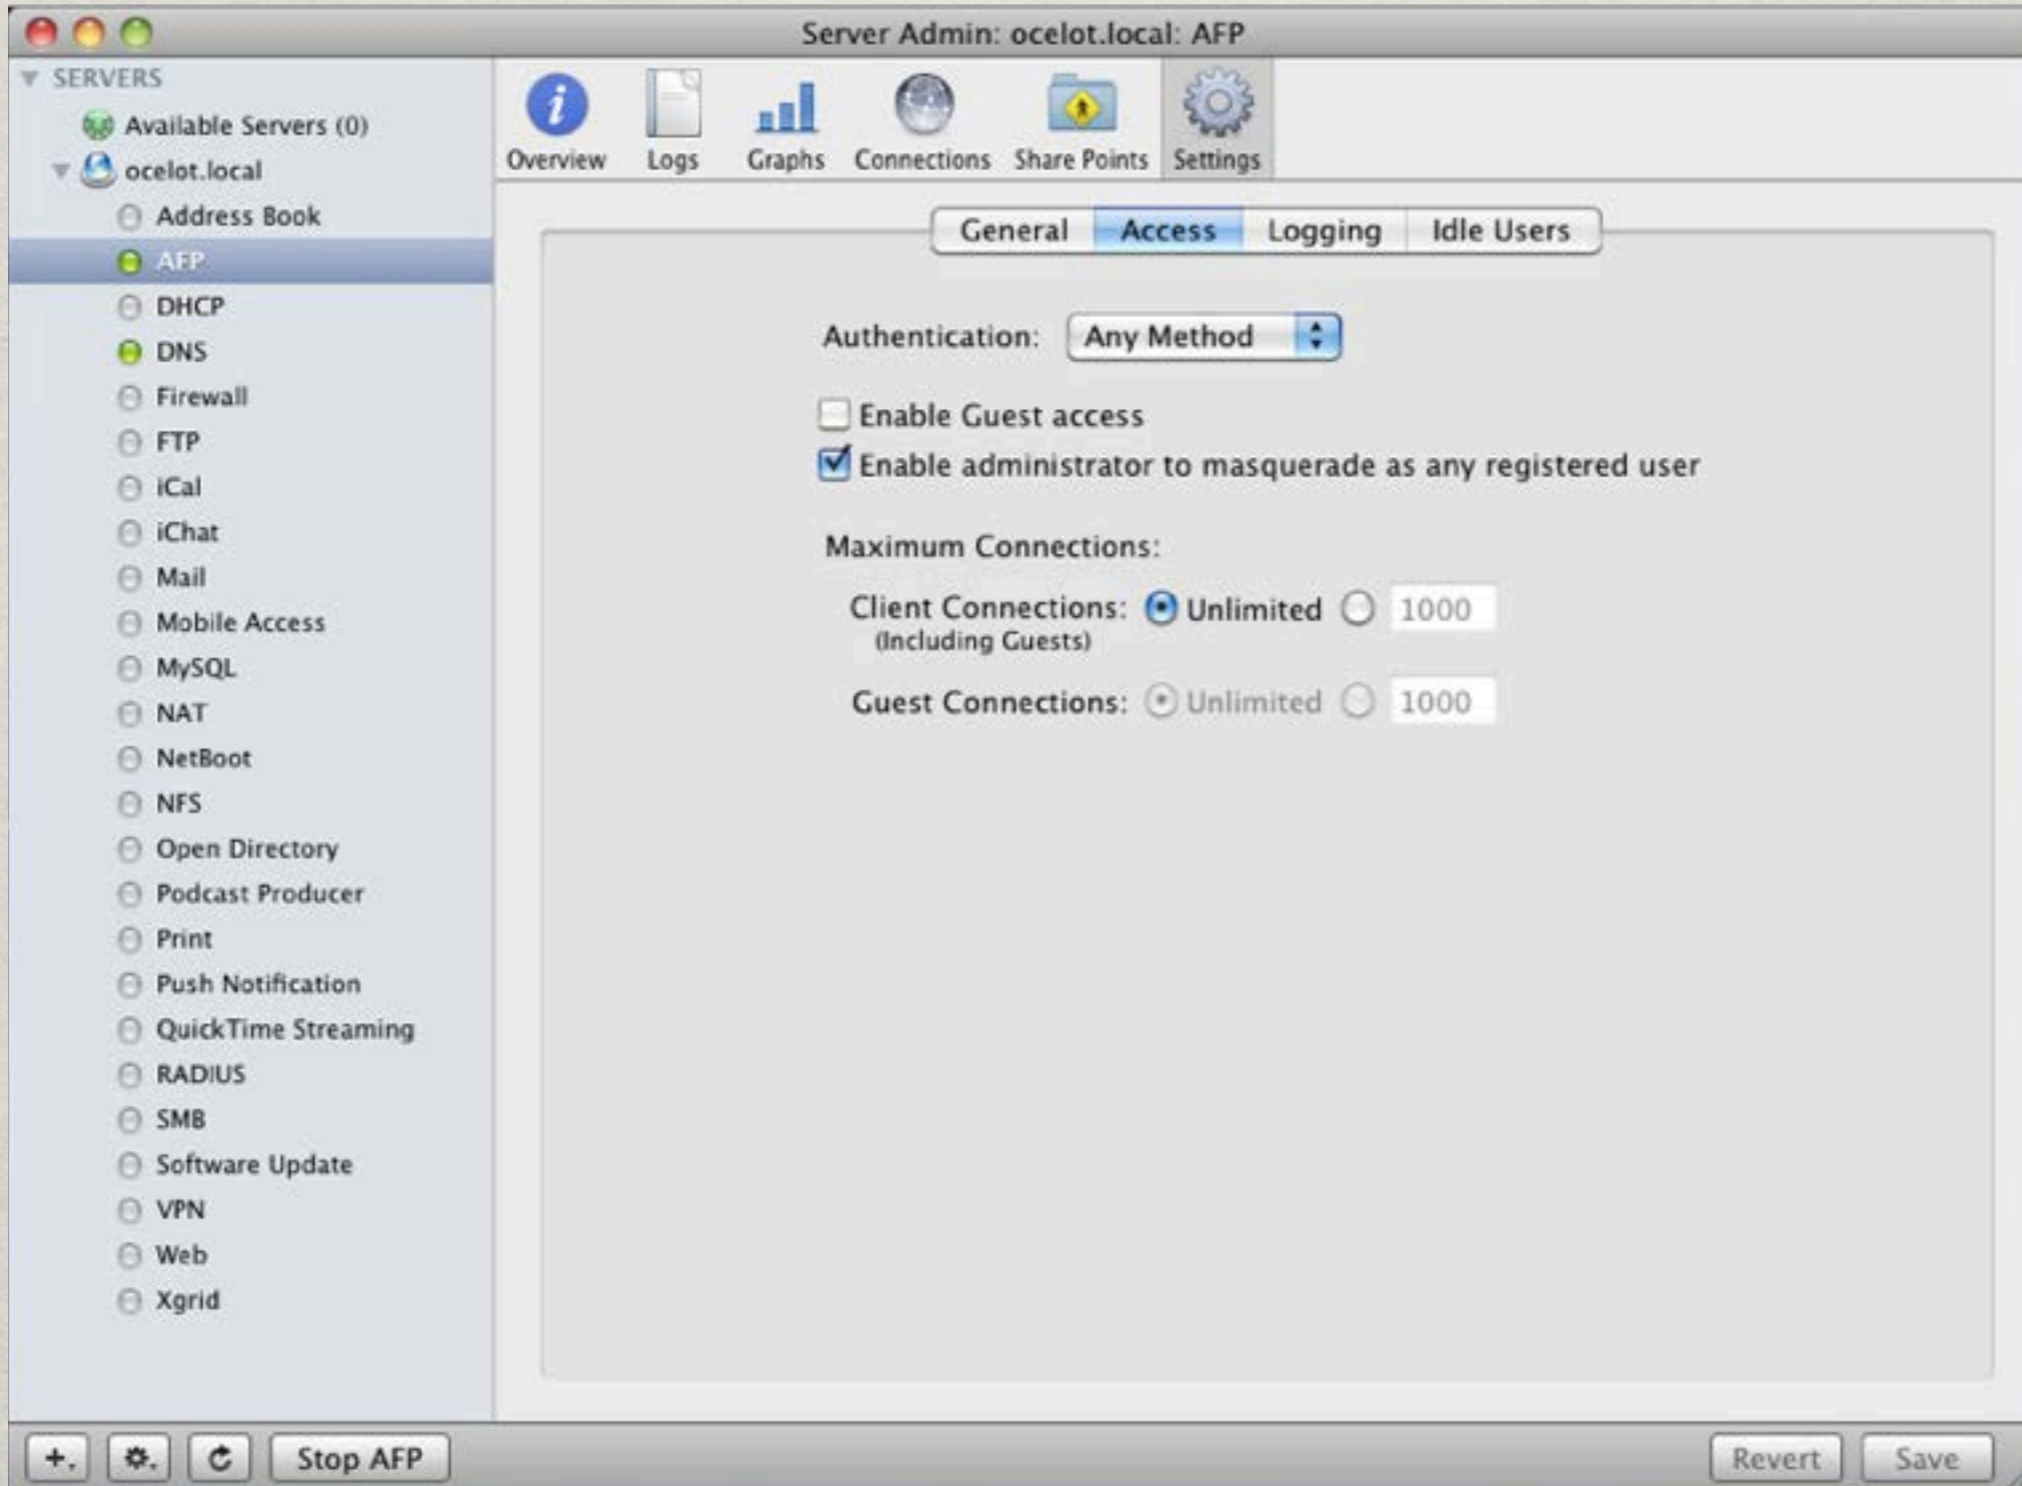 Server Admin: ocelot.local: AFP
SERVERS
Available Servers (0)
ocelot.local
Address Book
AFP
DHCP
DNS
Firewall
FTP
iCal
iChat
Mail
Mobile Access
MySQL
NAT
NetBoot
NFS
Open Directory
Podcast Producer
Print
Push Notification
QuickTime Streaming
RADIUS
SMB
Software Update
VPN
Web
Xgrid
Overview Logs Graphs Connections Share Points Settings
General Access Logging Idle Users
Authentication: Any Method
Enable Guest access
Enable administrator to masquerade as any registered user
Maximum Connections:
Client Connections: Unlimited 1000
(Including Guests)
Guest Connections: Unlimited 1000
Stop AFP Revert Save